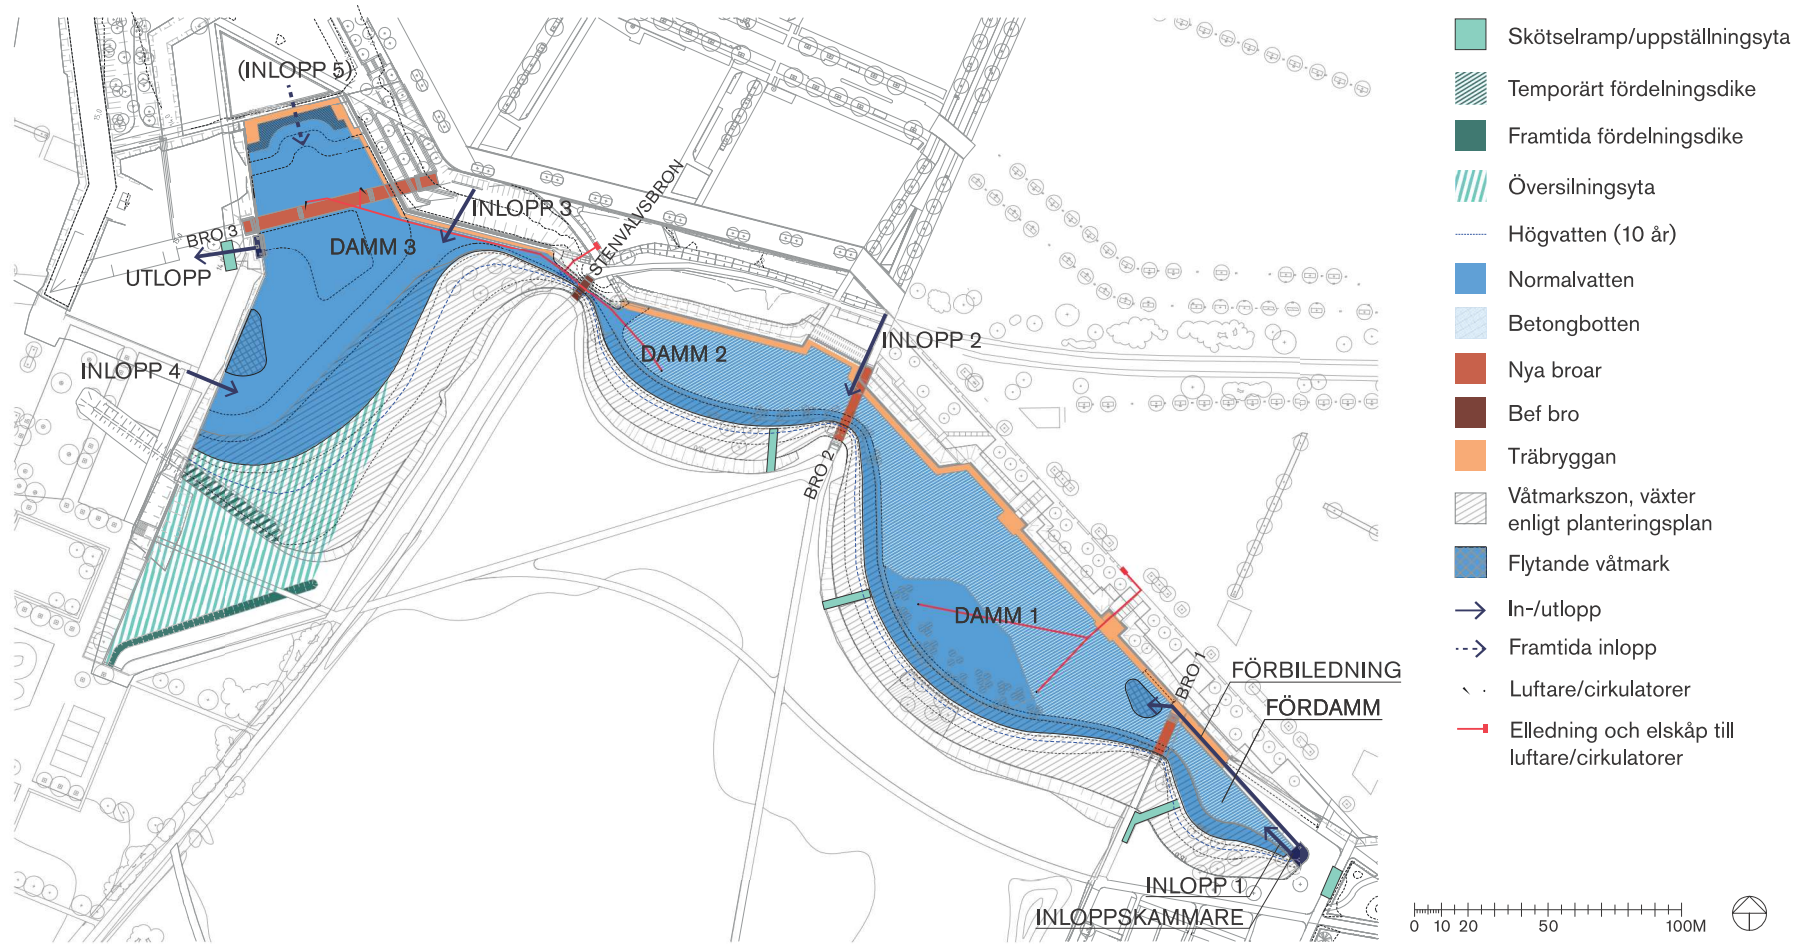 (INLOPP 5)
INLOPP 3
STENVALVSBRON
BRO 3
DAMM 3
UTLOPP
INLOPP 2
DAMM 2
INLOPP 4
BRO 2
DAMM 1
BRO 1
FÖRBILEDNING
FÖRDAMM
INLOPP 1
INLOPPSKAMMARE
Skötselramp/uppställningsyta
Temporärt fördelningsdike
Framtida fördelningsdike
Översilningsyta
Högvatten (10 år)
Normalvatten
Betongbotten
Nya broar
Bef bro
Träbryggan
Våtmarkszon, växter
enligt planteringsplan
Flytande våtmark
In-/utlopp
Framtida inlopp
Luftare/cirkulatorer
Elledning och elskåp till
luftare/cirkulatorer
0 10 20 50 100M